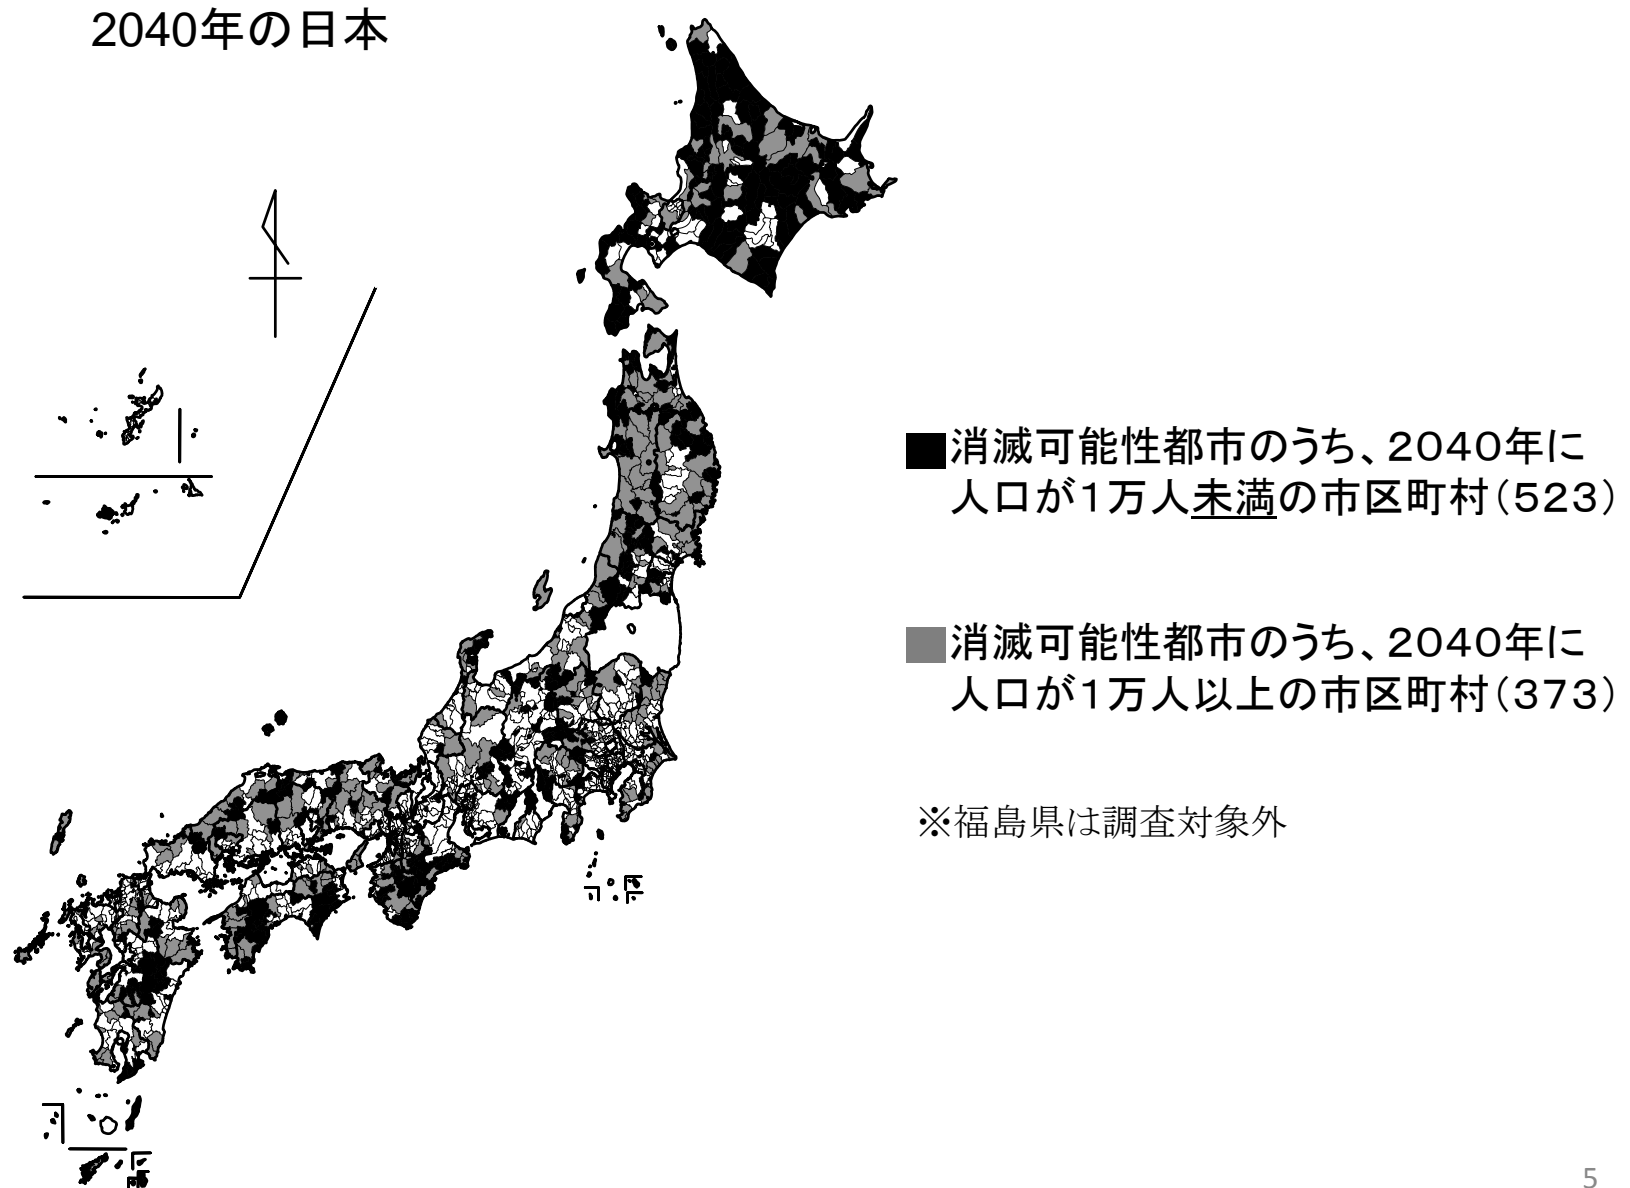 2040年の日本
消滅可能性都市のうち、２０４０年に
人口が１万人未満の市区町村（５２３）
消滅可能性都市のうち、２０４０年に
人口が１万人以上の市区町村（３７３）
※福島県は調査対象外
5